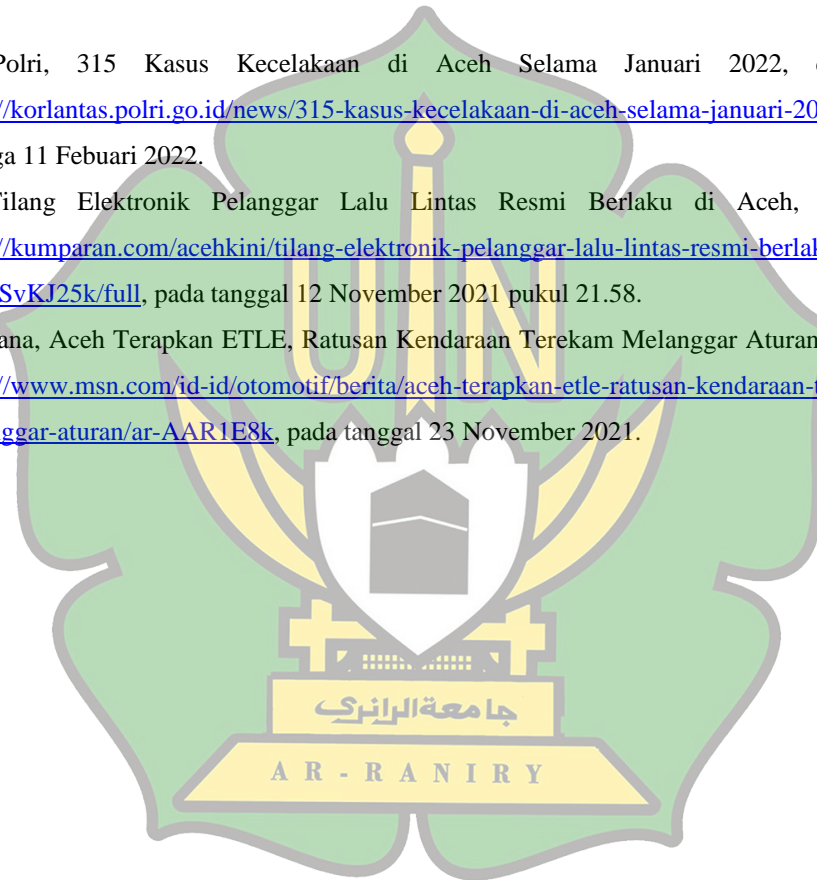 Polri, 315 Kasus Kecelakaan di Aceh Selama Januari 2022,
//korlantas.polri.go.id/news/315-kasus-kecelakaan-di-aceh-selama-januari-20
ga 11 Febuari 2022.
Tilang Elektronik Pelanggar Lalu Lintas Resmi Berlaku di Aceh,
//kumparan.com/acehkini/tilang-elektronik-pelanggar-lalu-lintas-resmi-berlak
SvKJ25k/full, pada tanggal 12 November 2021 pukul 21.58.
ana, Aceh Terapkan ETLE, Ratusan Kendaraan Terekam Melanggar Aturan
//www.msn.com/id-id/otomotif/berita/aceh-terapkan-etle-ratusan-kendaraan-t
ggar-aturan/ar-AAR1E8k, pada tanggal 23 November 2021.
UIN
جامعةالرانري
AR-RANIRY